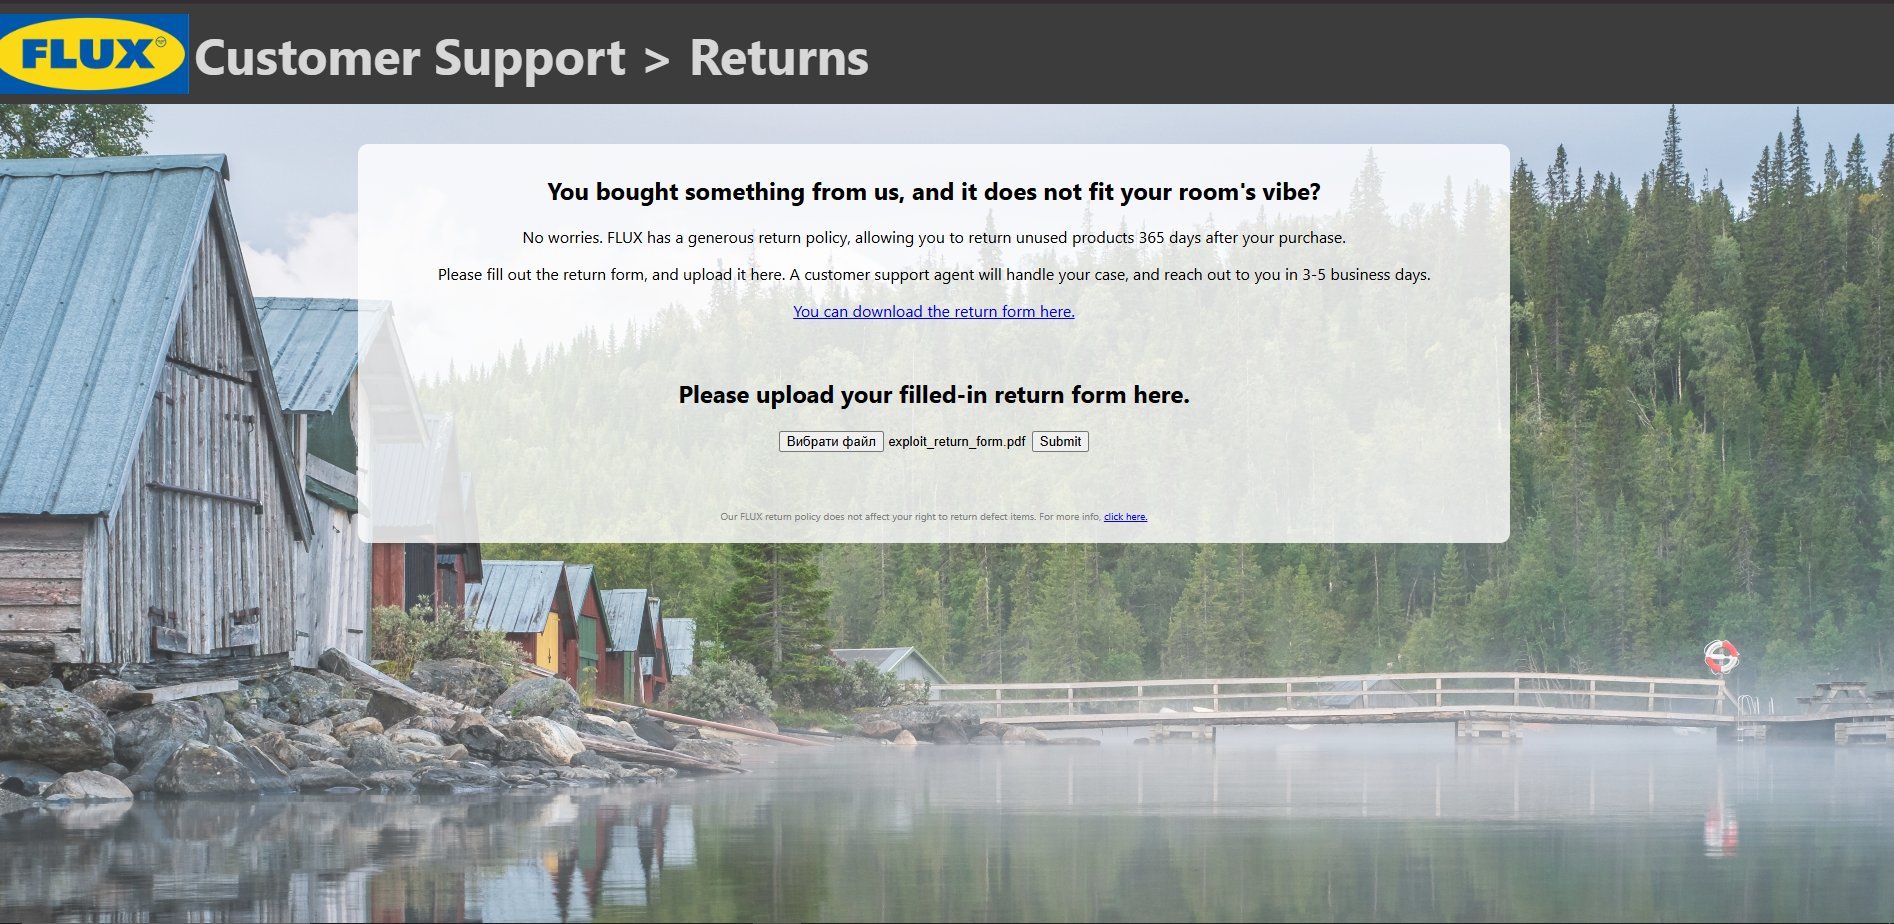 FLUX
Customer Support > Returns
You bought something from us, and it does not fit your room's vibe?
No worries. FLUX has a generous return policy, allowing you to return unused products 365 days after your purchase.
Please fill out the return form, and upload it here. A customer support agent will handle your case, and reach out to you in 3-5 business days.
You can download the return form here.
Please upload your filled-in return form here.
Вибрати файл exploit_return_form.pdf Submit
Our FLUX return policy does not affect your right to return defect items. For more info, click here.